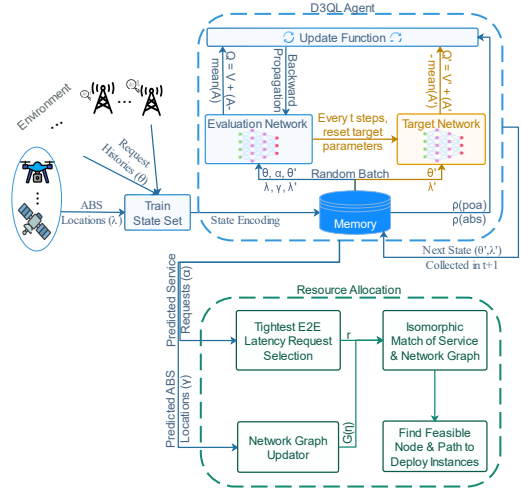 D3QL Agent
Update Function
Environment
...
...
Q = V + (A-
mean(A)
Backward
Propagation
Q' = V' + (A'
- mean(A')
Evaluation Network
Every t steps,
reset target
parameters
Target Network
Request
Histories (θ)
θ, α, θ'
λ, γ, λ'
Random Batch
θ'
λ'
ABS
Locations (λ)
Train
State Set
State Encoding
Memory
ρ(poa)
ρ(abs)
Next State (θ',λ')
Collected in t+1
Predicted Service
Requests (α)
Resource Allocation
Tightest E2E
Latency Request
Selection
r
Isomorphic
Match of Service
& Network Graph
Predicted ABS
Locations (γ)
Network Graph
Updator
G(η)
Find Feasible
Node & Path to
Deploy Instances